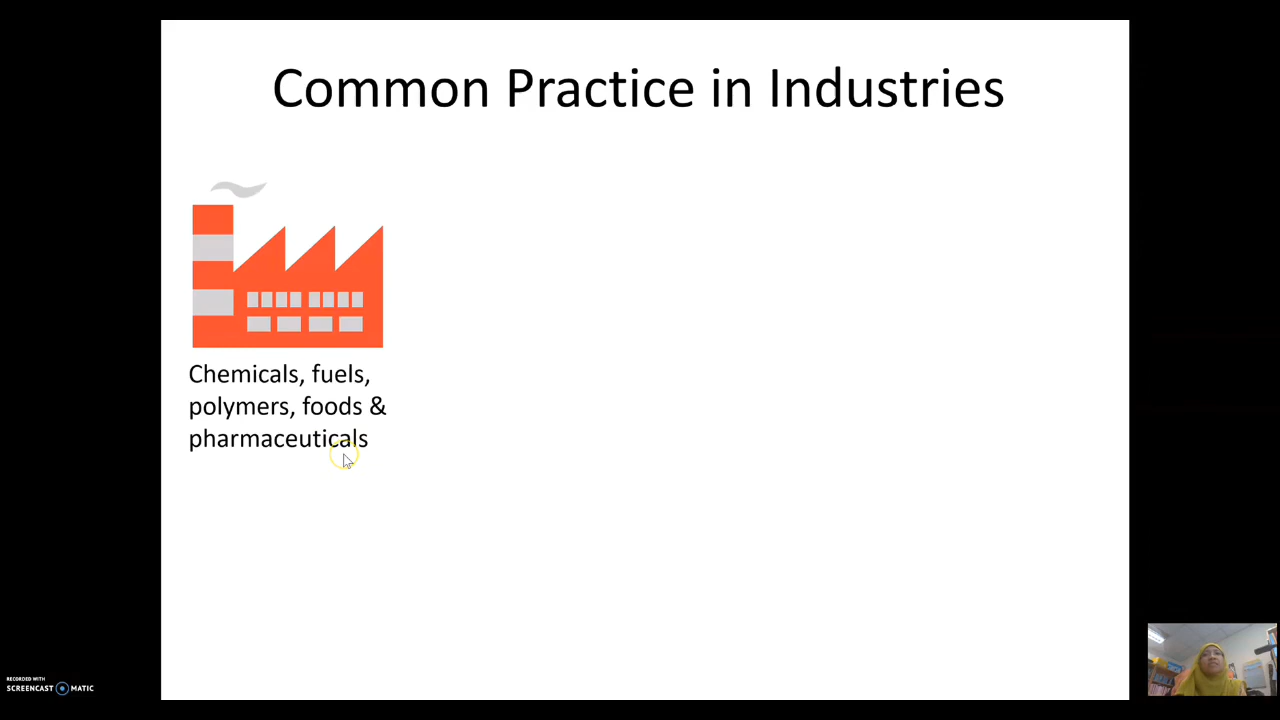 Common Practice in Industries
Chemicals, fuels,
polymers, foods &
pharmaceuticals
RECORDED WITH
SCREENCAST MATIC